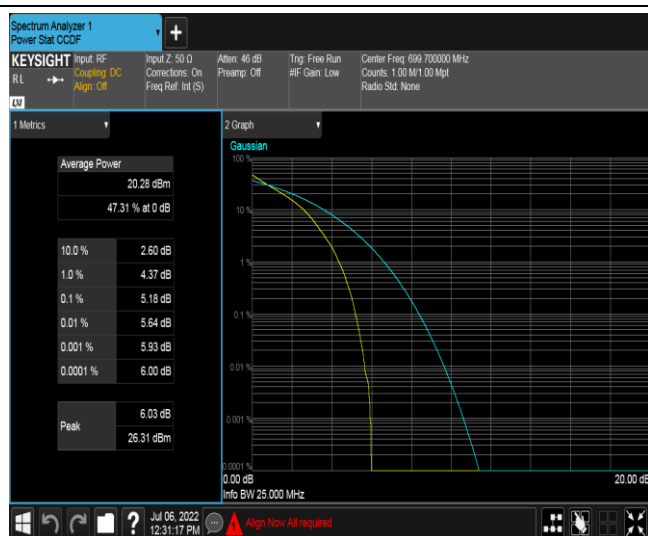 Spectrum Analyzer 1
Power Stat CCDF
+
KEYSIGHT
RL
LXI
Input: RF
Coupling: DC
Align: Off
Input Z: 50 Ω
Corrections: On
Freq Ref: Int (S)
Atten: 46 dB
Preamp: Off
Trig: Free Run
#IF Gain: Low
Center Freq: 699.700000 MHz
Counts: 1.00 M/1.00 Mpt
Radio Std: None
1 Metrics
Average Power
20.28 dBm
47.31 % at 0 dB
10.0 % 2.60 dB
1.0 % 4.37 dB
0.1 % 5.18 dB
0.01 % 5.64 dB
0.001 % 5.93 dB
0.0001 % 6.00 dB
Peak
6.03 dB
26.31 dBm
2 Graph
Gaussian
100 %
10 %
1 %
0.1 %
0.01 %
0.001 %
0.0001 %
0.00 dB
20.00 dB
Info BW 25.000 MHz
?
Jul 06, 2022
12:31:17 PM
Align Now All required